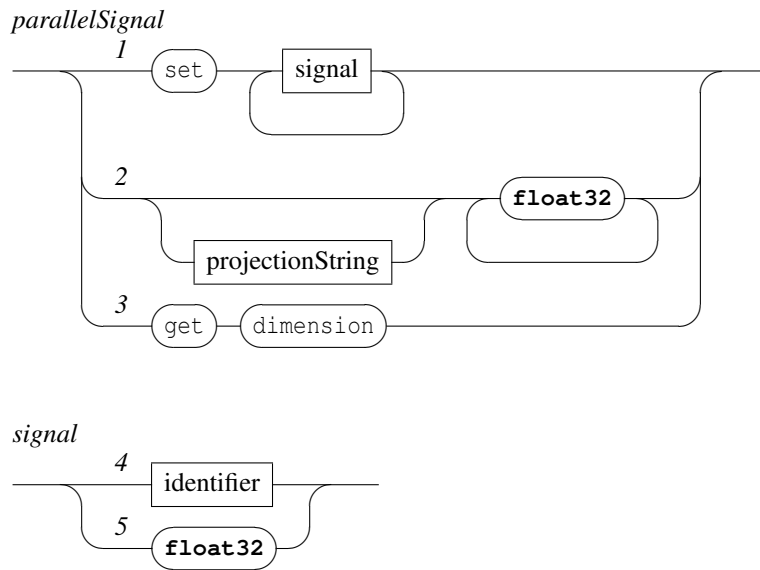 parallelSignal
1 set signal
2 float32
projectionString
3 get dimension
signal
4 identifier
5 float32